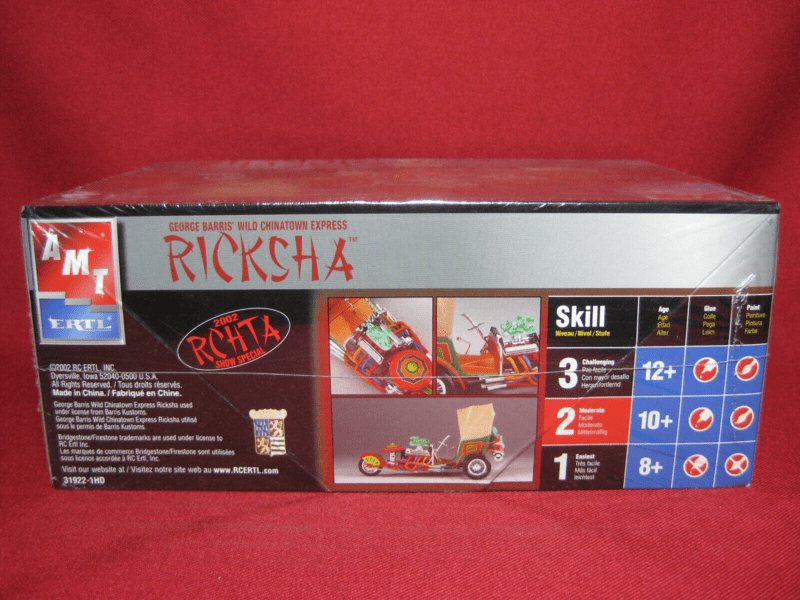 GEORGE BARRIS' WILD CHINATOWN EXPRESS
RICKSHA™
AMT
ERTL®
2002
RCHTA
SHOW SPECIAL
©2002 RC ERTL, INC.
Dyersville, Iowa 52040-0500 U.S.A.
All Rights Reserved. / Tous droits réservés.
Made in China. / Fabriqué en Chine.
George Barris Wild Chinatown Express Ricksha used
under license from Barris Kustoms.
George Barris Wild Chinatown Express Ricksha utilisé
sous le permis de Barris Kustoms.
Bridgestone/Firestone trademarks are used under license to
RC Ertl Inc.
Les marques de commerce Bridgestone/Firestone sont utilisées
sous licence accordée à RC Ertl, Inc.
Visit our website at / Visitez notre site web au www.RCERTL.com
31922-1HD
Skill
Niveau / Nivel / Stufe
Age
Age
Edad
Alter
Glue
Colle
Pega
Leim
Paint
Peinture
Pintura
Farbe
3
Challenging
Pas facile
Con mayor desafio
Herausfordernd
12+
2
Moderate
Facile
Moderato
Mittelmäßig
10+
1
Easiest
Très facile
Más fácil
leichtest
8+